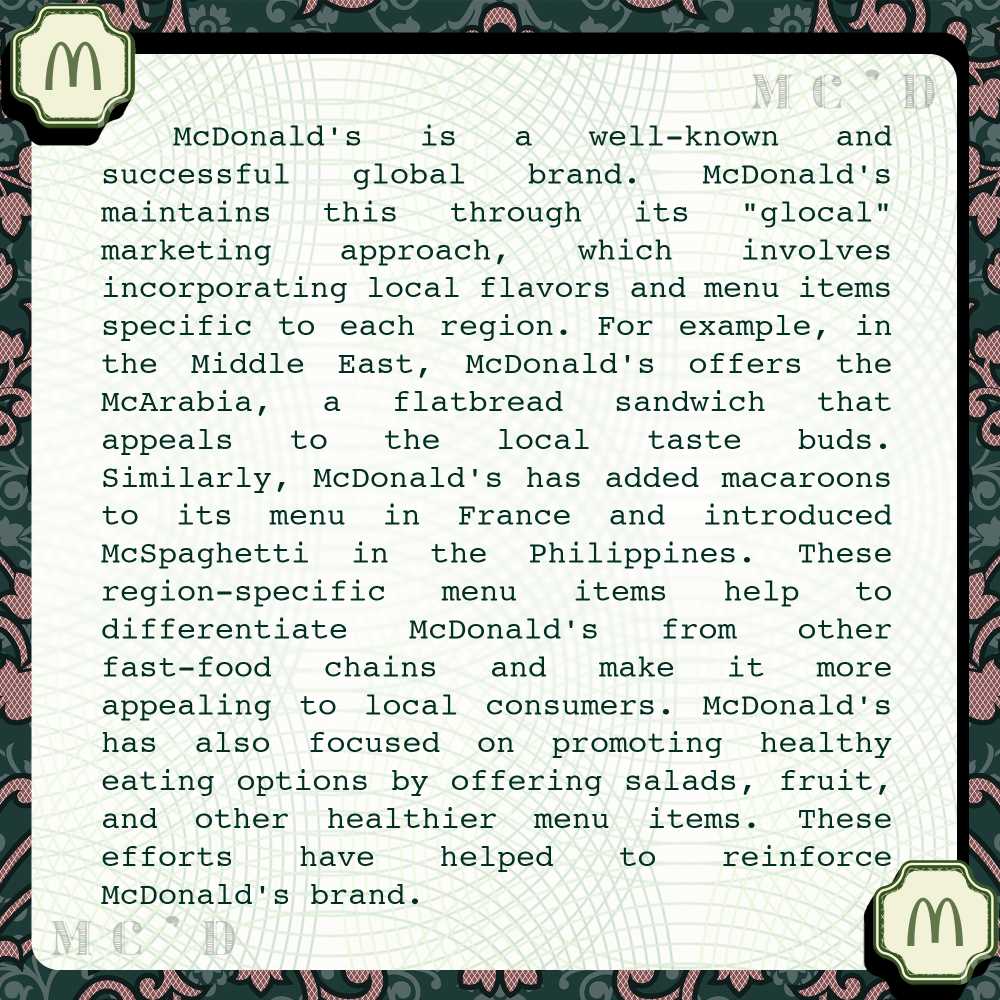 MC'D
McDonald's is a well-known and
successful global brand. McDonald's
maintains this through its "glocal"
marketing approach, which involves
incorporating local flavors and menu items
specific to each region. For example, in
the Middle East, McDonald's offers the
McArabia, a flatbread sandwich that
appeals to the local taste buds.
Similarly, McDonald's has added macaroons
to its menu in France and introduced
McSpaghetti in the Philippines. These
region-specific menu items help to
differentiate McDonald's from other
fast-food chains and make it more
appealing to local consumers. McDonald's
has also focused on promoting healthy
eating options by offering salads, fruit,
and other healthier menu items. These
efforts have helped to reinforce
McDonald's brand.
MC'D